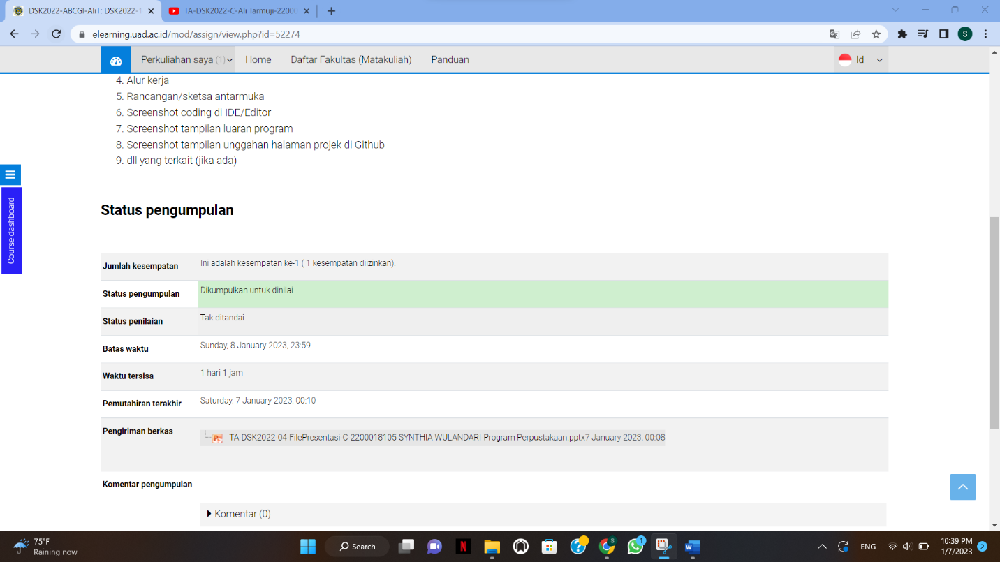 DSK2022-ABCGI-AliT: DSK2022-1
TA-DSK2022-C-Ali Tarmuji-22000
elearning.uad.ac.id/mod/assign/view.php?id=52274
S
Perkuliahan saya (1)
Home
Daftar Fakultas (Matakuliah)
Panduan
Id
4. Alur kerja
5. Rancangan/sketsa antarmuka
6. Screenshot coding di IDE/Editor
7. Screenshot tampilan luaran program
8. Screenshot tampilan unggahan halaman projek di Github
9. dll yang terkait (jika ada)
Course dashboard
Status pengumpulan
Jumlah kesempatan
Ini adalah kesempatan ke-1 ( 1 kesempatan diizinkan).
Status pengumpulan
Dikumpulkan untuk dinilai
Status penilaian
Tak ditandai
Batas waktu
Sunday, 8 January 2023, 23:59
Waktu tersisa
1 hari 1 jam
Pemutahiran terakhir
Saturday, 7 January 2023, 00:10
Pengiriman berkas
TA-DSK2022-04-FilePresentasi-C-2200018105-SYNTHIA WULANDARI-Program Perpustakaan.pptx7 January 2023, 00:08
Komentar pengumpulan
Komentar (0)
75°F
Raining now
Search
ENG
10:39 PM
1/7/2023
2